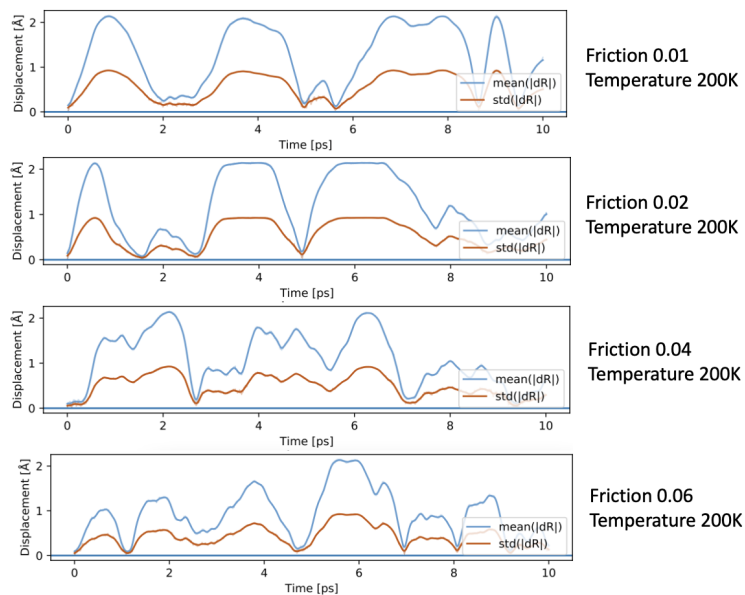 Displacement [Å]
2
1
0
mean(|dR|)
std(|dR|)
0 2 4 6 8 10
Time [ps]
Friction 0.01
Temperature 200K
Displacement [Å]
2
1
0
mean(|dR|)
std(|dR|)
0 2 4 6 8 10
Time [ps]
Friction 0.02
Temperature 200K
Displacement [Å]
2
1
0
mean(|dR|)
std(|dR|)
0 2 4 6 8 10
Time [ps]
Friction 0.04
Temperature 200K
Displacement [Å]
2
1
0
mean(|dR|)
std(|dR|)
0 2 4 6 8 10
Time [ps]
Friction 0.06
Temperature 200K